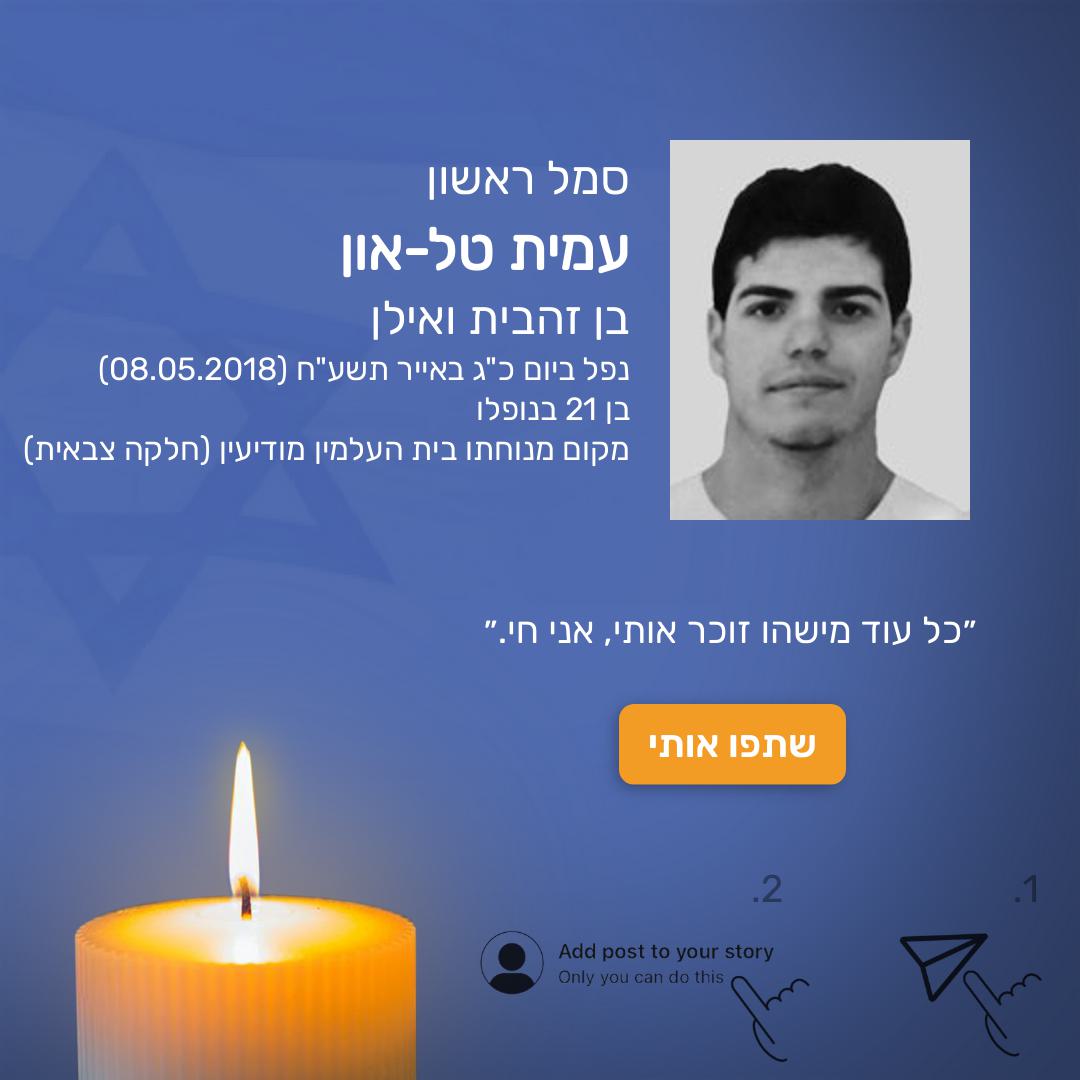 סמל ראשון
עמית טל-און
בן זהבית ואילן
נפל ביום כ"ג באייר תשע"ח (08.05.2018)
בן 21 בנופלו
מקום מנוחתו בית העלמין מודיעין (חלקה צבאית)
״כל עוד מישהו זוכר אותי, אני חי.״
שתפו אותי
.1
.2
Add post to your story
Only you can do this